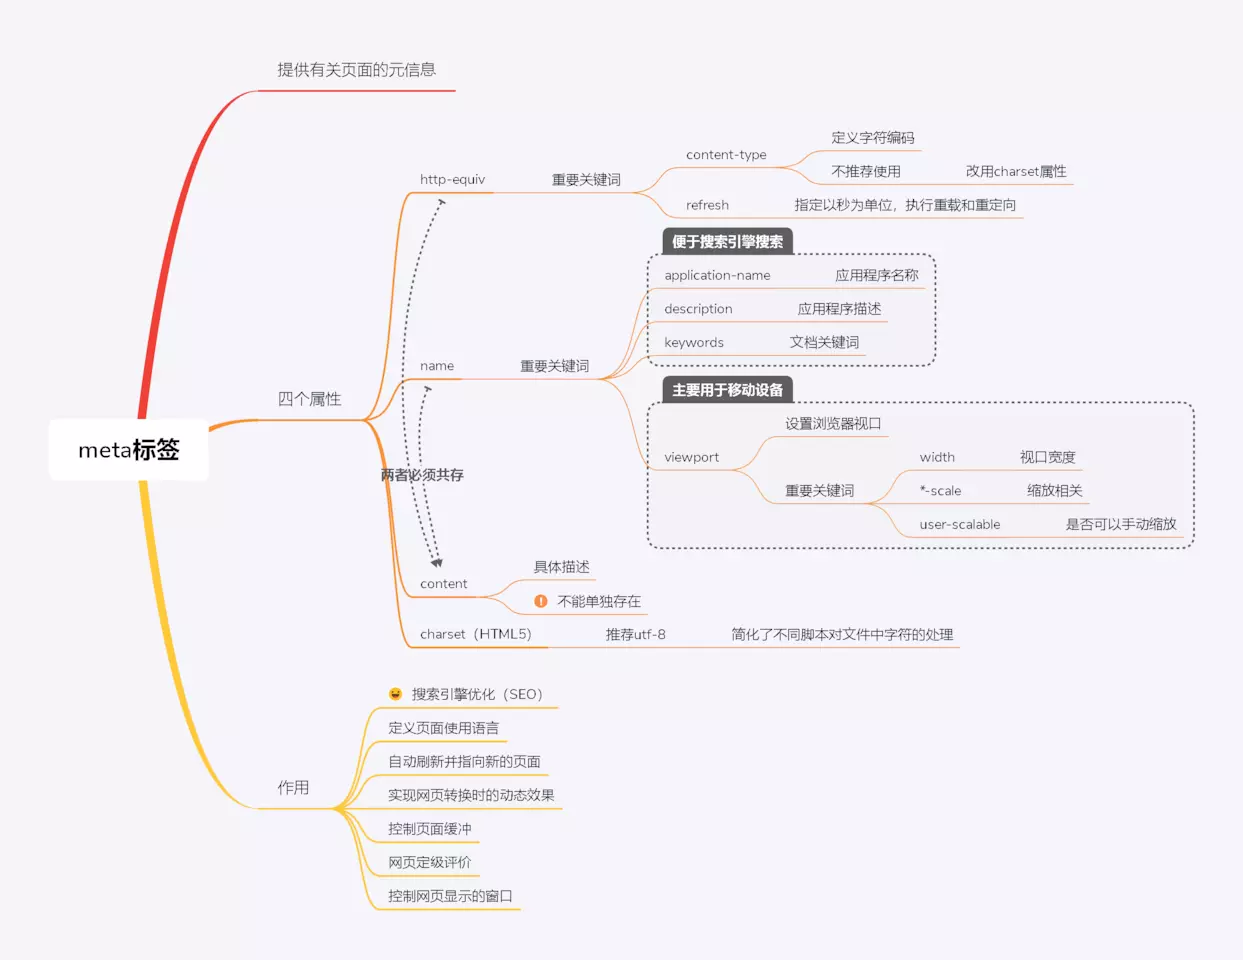 meta标签
提供有关页面的元信息
四个属性
http-equiv
重要关键词
content-type
定义字符编码
不推荐使用
改用charset属性
refresh
指定以秒为单位，执行重载和重定向
name
重要关键词
便于搜索引擎搜索
application-name
应用程序名称
description
应用程序描述
keywords
文档关键词
主要用于移动设备
viewport
设置浏览器视口
重要关键词
width
视口宽度
*-scale
缩放相关
user-scalable
是否可以手动缩放
两者必须共存
content
具体描述
不能单独存在
charset（HTML5）
推荐utf-8
简化了不同脚本对文件中字符的处理
作用
搜索引擎优化（SEO）
定义页面使用语言
自动刷新并指向新的页面
实现网页转换时的动态效果
控制页面缓冲
网页定级评价
控制网页显示的窗口